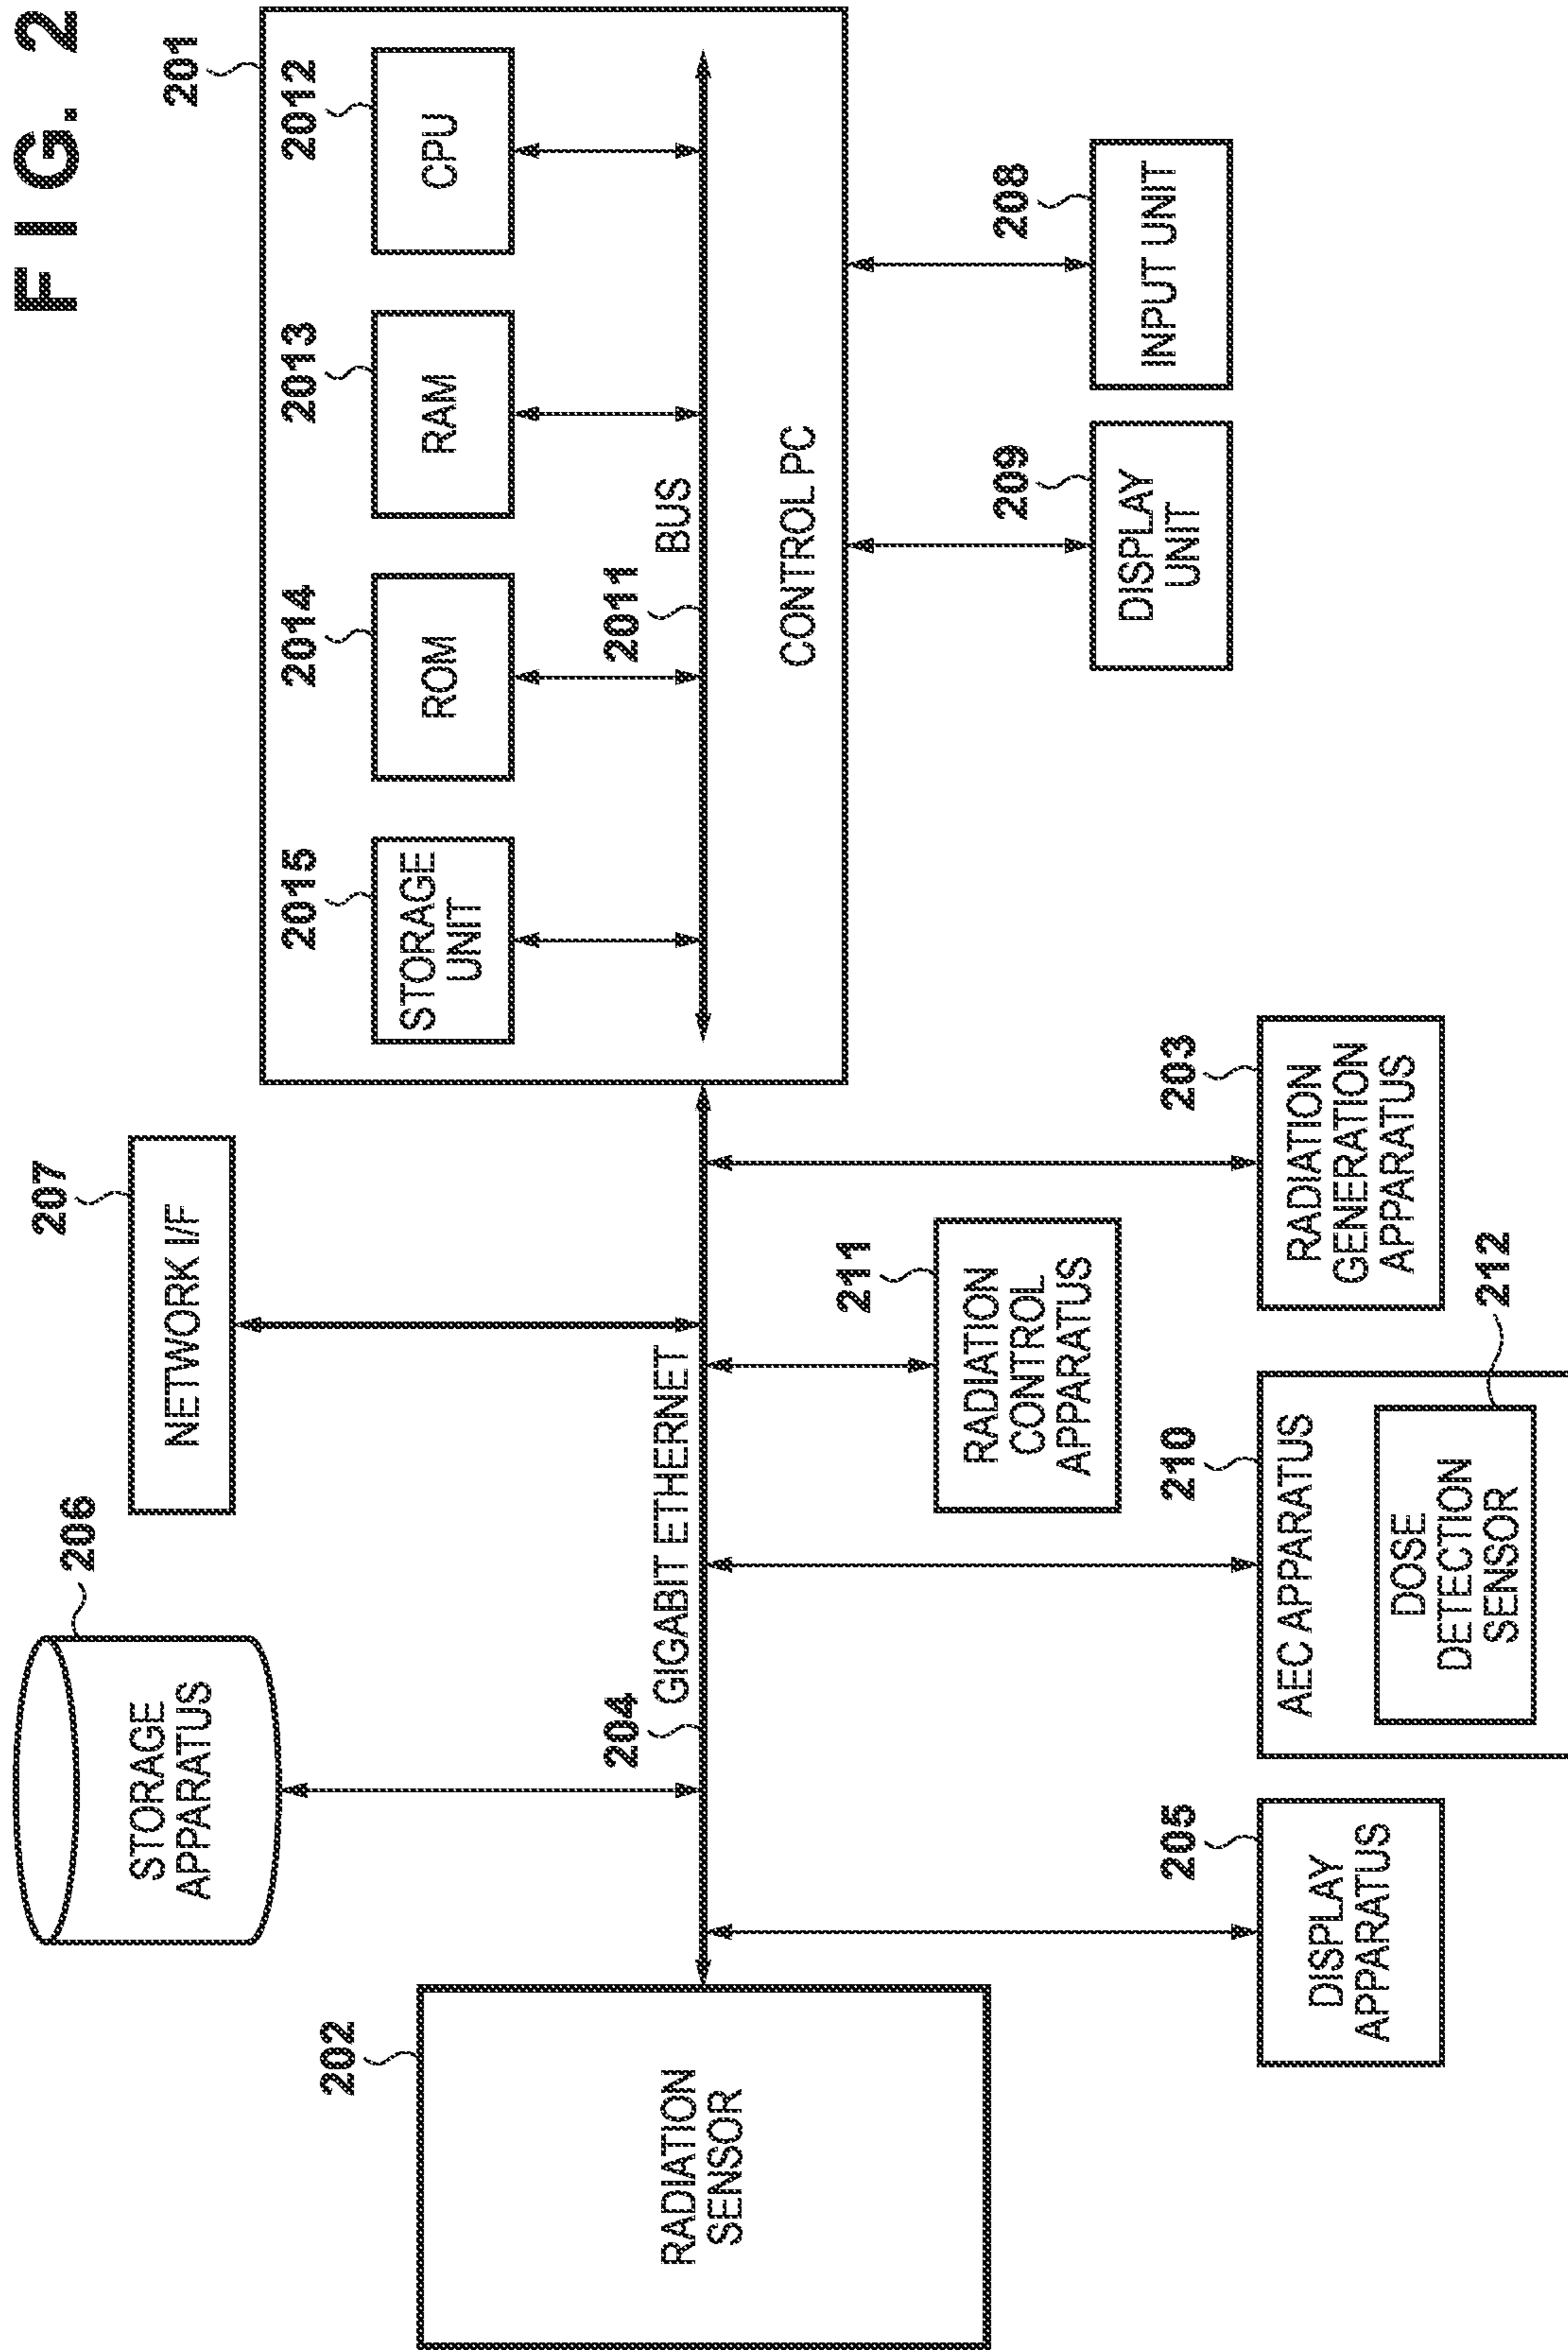 FIG. 2
206
STORAGE
APPARATUS
207
NETWORK I/F
201
2015
STORAGE
UNIT
2014
ROM
2013
RAM
2012
CPU
2011
BUS
CONTROL PC
202
RADIATION
SENSOR
204
GIGABIT ETHERNET
211
RADIATION
CONTROL
APPARATUS
209
DISPLAY
UNIT
208
INPUT UNIT
205
DISPLAY
APPARATUS
210
AEC APPARATUS
212
DOSE
DETECTION
SENSOR
203
RADIATION
GENERATION
APPARATUS